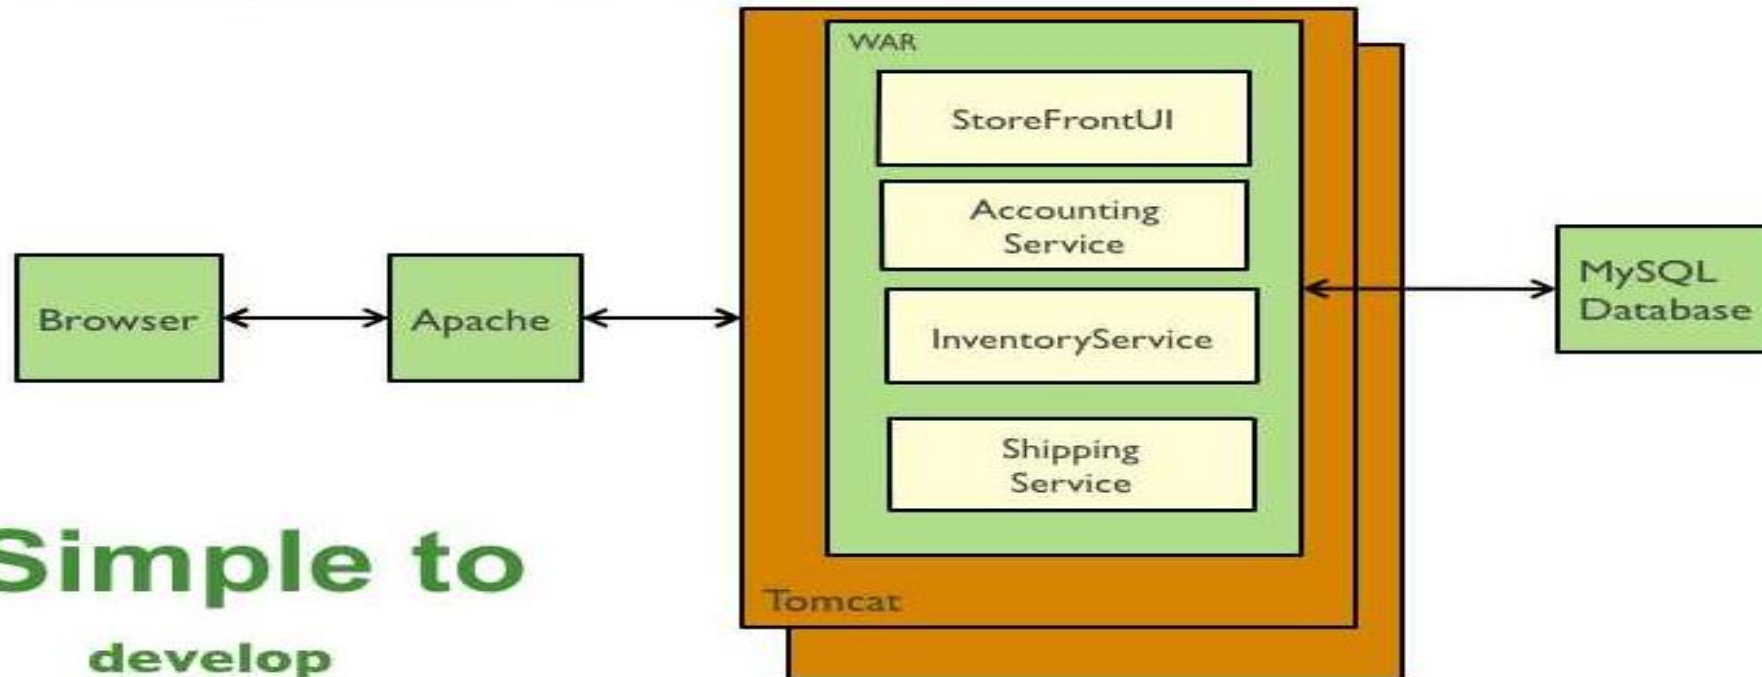 WAR
StoreFrontUI
Accounting
Service
InventoryService
Shipping
Service
Tomcat
Browser
Apache
MySQL
Database
Simple to
develop